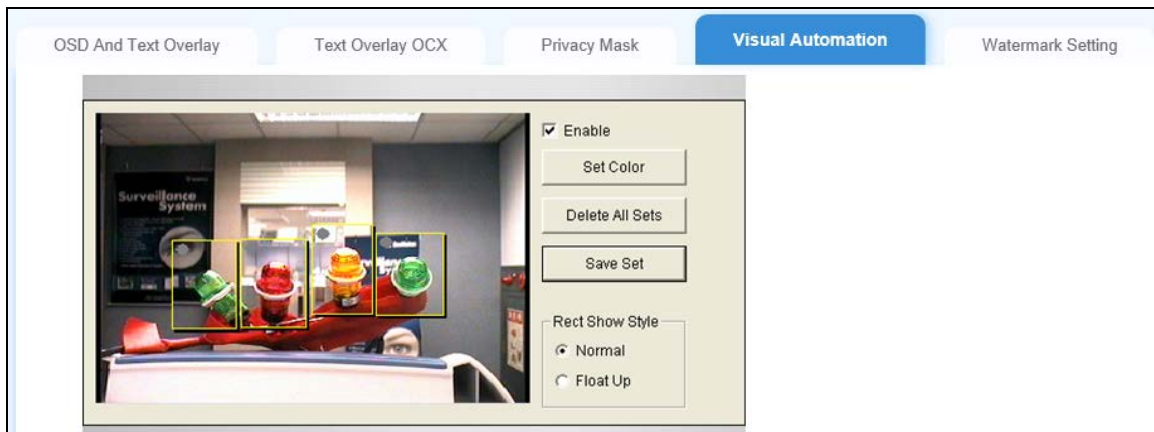 OSD And Text Overlay
Text Overlay OCX
Privacy Mask
Visual Automation
Watermark Setting
Surveillance
System
Enable
Set Color
Delete All Sets
Save Set
Rect Show Style
Normal
Float Up